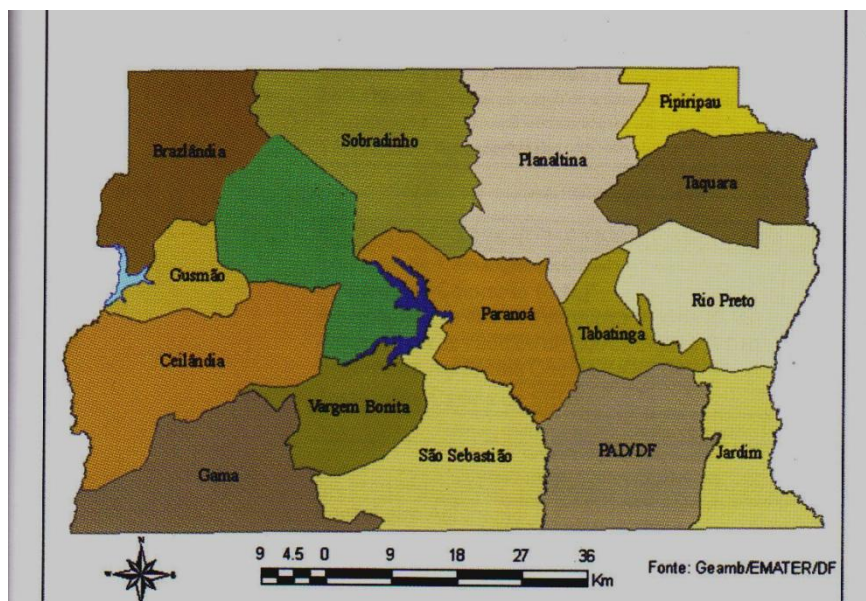 Pipiripau
Brazlândia
Sobradinho
Planaltina
Taquara
Gusmão
Paranoá
Rio Preto
Tabatinga
Ceilândia
Vargem Bonita
São Sebastião
PAD/DF
Jardim
Gama
N
9 4.5 0 9 18 27 36
Km
Fonte: Geamb/EMATER/DF